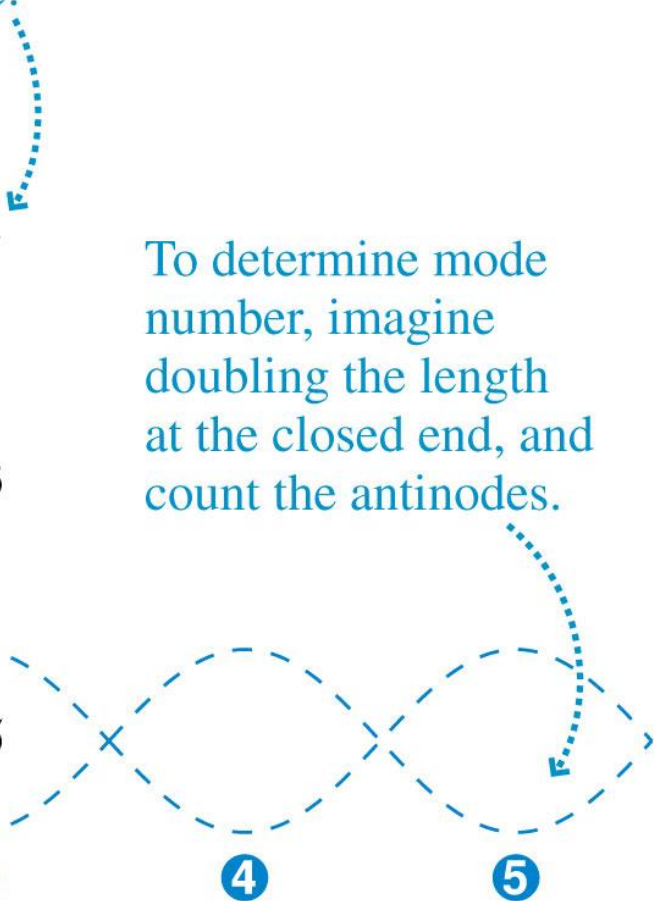 To determine mode
number, imagine
doubling the length
at the closed end, and
count the antinodes.
4
5